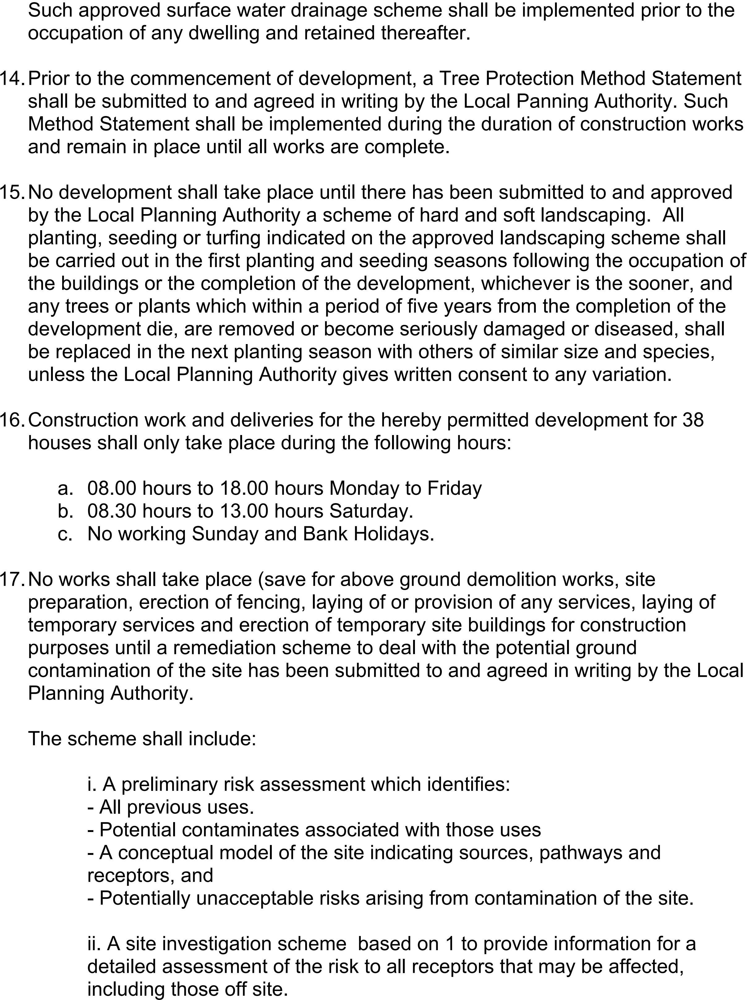 Such approved surface water drainage scheme shall be implemented prior to the
occupation of any dwelling and retained thereafter.
14. Prior to the commencement of development, a Tree Protection Method Statement
shall be submitted to and agreed in writing by the Local Panning Authority. Such
Method Statement shall be implemented during the duration of construction works
and remain in place until all works are complete.
15. No development shall take place until there has been submitted to and approved
by the Local Planning Authority a scheme of hard and soft landscaping.  All
planting, seeding or turfing indicated on the approved landscaping scheme shall
be carried out in the first planting and seeding seasons following the occupation of
the buildings or the completion of the development, whichever is the sooner, and
any trees or plants which within a period of five years from the completion of the
development die, are removed or become seriously damaged or diseased, shall
be replaced in the next planting season with others of similar size and species,
unless the Local Planning Authority gives written consent to any variation.
16. Construction work and deliveries for the hereby permitted development for 38
houses shall only take place during the following hours:
a. 08.00 hours to 18.00 hours Monday to Friday
b. 08.30 hours to 13.00 hours Saturday.
c. No working Sunday and Bank Holidays.
17. No works shall take place (save for above ground demolition works, site
preparation, erection of fencing, laying of or provision of any services, laying of
temporary services and erection of temporary site buildings for construction
purposes until a remediation scheme to deal with the potential ground
contamination of the site has been submitted to and agreed in writing by the Local
Planning Authority.
The scheme shall include:
i. A preliminary risk assessment which identifies:
- All previous uses.
- Potential contaminates associated with those uses
- A conceptual model of the site indicating sources, pathways and
receptors, and
- Potentially unacceptable risks arising from contamination of the site.
ii. A site investigation scheme  based on 1 to provide information for a
detailed assessment of the risk to all receptors that may be affected,
including those off site.